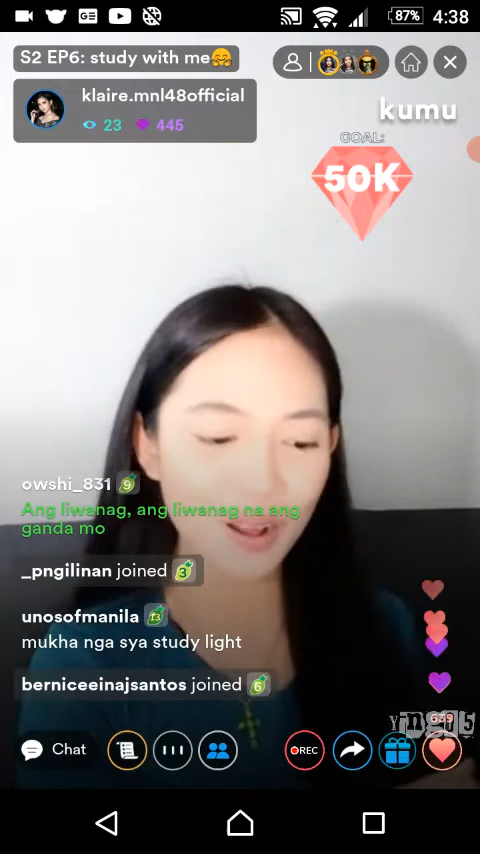 87% 4:38
S2 EP6: study with me🤗
klaire.mnl48official
23 445
kumu
GOAL:
50K
owshi_831 9
Ang liwanag, ang liwanag na ang
ganda mo
_pngilinan joined 3
unosofmanila 13
mukha nga sya study light
berniceeinajsantos joined 6
639
Chat
REC